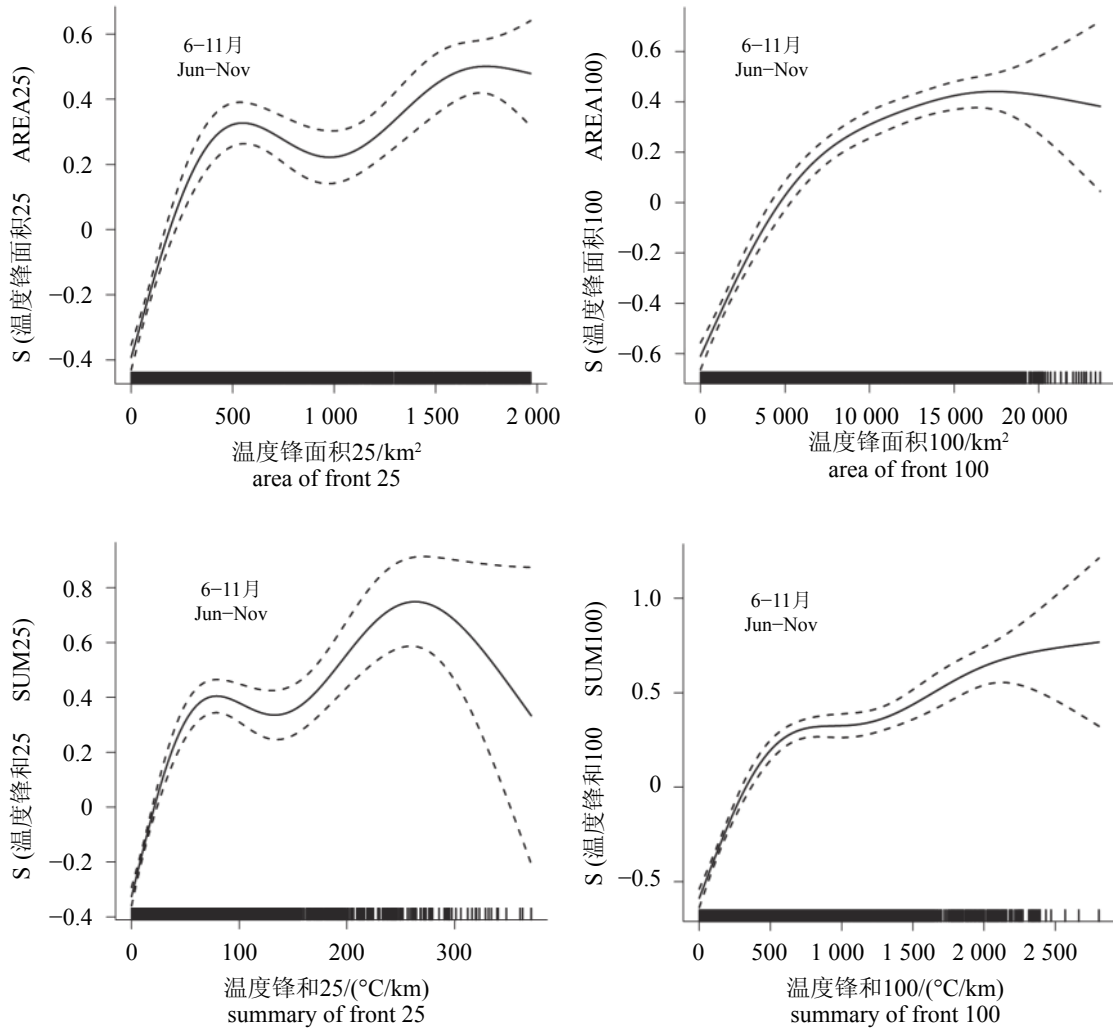 0.6
0.4
0.2
0
−0.2
−0.4
S (温度锋面积25 AREA25)
6−11月
Jun−Nov
0 500 1 000 1 500 2 000
温度锋面积25/km²
area of front 25
0.6
0.4
0.2
0
−0.2
−0.4
−0.6
S (温度锋面积100 AREA100)
6−11月
Jun−Nov
0 5 000 10 000 15 000 20 000
温度锋面积100/km²
area of front 100
0.8
0.6
0.4
0.2
0
−0.2
−0.4
S (温度锋和25 SUM25)
6−11月
Jun−Nov
0 100 200 300
温度锋和25/(°C/km)
summary of front 25
1.0
0.5
0
−0.5
S (温度锋和100 SUM100)
6−11月
Jun−Nov
0 500 1 000 1 500 2 000 2 500
温度锋和100/(°C/km)
summary of front 100